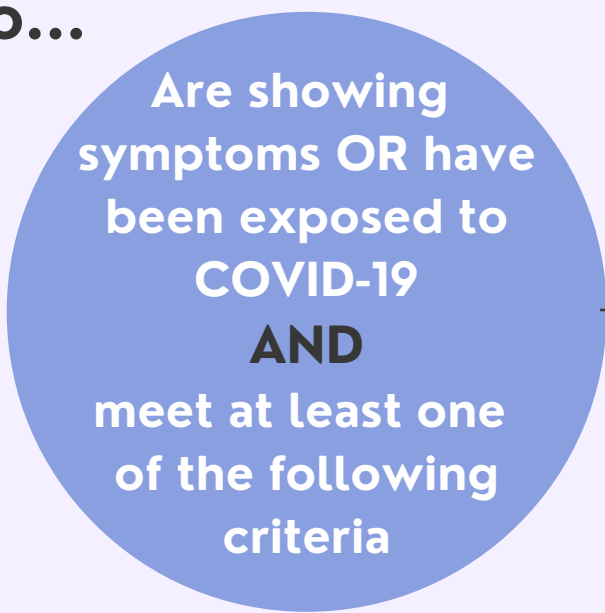 o...
Are showing
symptoms OR have
been exposed to
COVID-19
AND
meet at least one
of the following
criteria